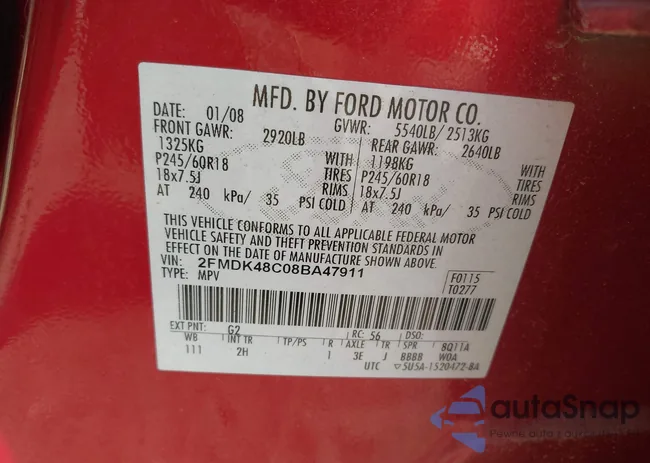 MFD. BY FORD MOTOR CO.
DATE: 01/08 GVWR: 5540LB/ 2513KG
FRONT GAWR: 2920LB REAR GAWR: 2640LB
1325KG WITH 1198KG WITH
P245/60R18 TIRES P245/60R18 TIRES
18x7.5J RIMS 18x7.5J RIMS
AT 240 kPa/ 35 PSI COLD AT 240 kPa/ 35 PSI COLD
THIS VEHICLE CONFORMS TO ALL APPLICABLE FEDERAL MOTOR
VEHICLE SAFETY AND THEFT PREVENTION STANDARDS IN
EFFECT ON THE DATE OF MANUFACTURE SHOWN ABOVE.
VIN: 2FMDK48C08BA47911
TYPE: MPV
F0115
T0277
EXT PNT: G2 RC: 56 DSO:
WB INT TR TP/PS R AXLE TR SPR 8Q11A
111 2H 1 3E J 8888 W0A
UTC ▽5U5A-1520472-BA
autaSnap
Pewne auto z ogłoszenia